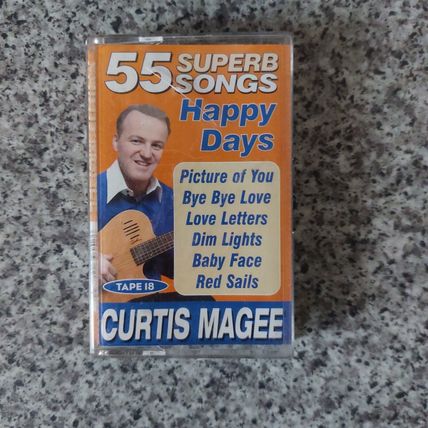 55 SUPERB
SONGS
Happy
Days
Picture of You
Bye Bye Love
Love Letters
Dim Lights
Baby Face
Red Sails
TAPE 18
CURTIS MAGEE